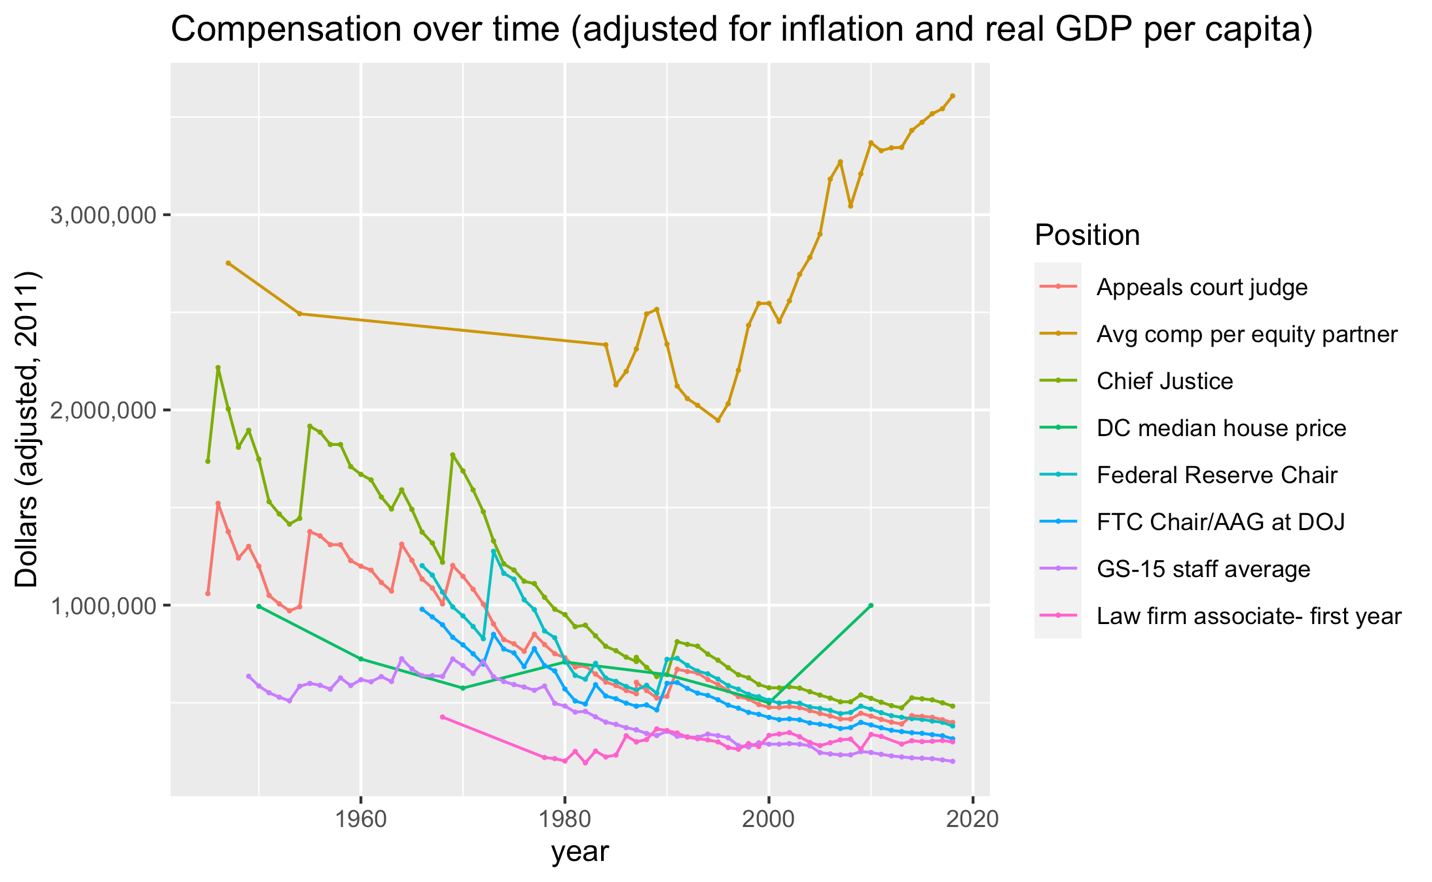 Compensation over time (adjusted for inflation and real GDP per capita)
Dollars (adjusted, 2011)
3,000,000
2,000,000
1,000,000
1960
1980
2000
2020
year
Position
Appeals court judge
Avg comp per equity partner
Chief Justice
DC median house price
Federal Reserve Chair
FTC Chair/AAG at DOJ
GS-15 staff average
Law firm associate- first year